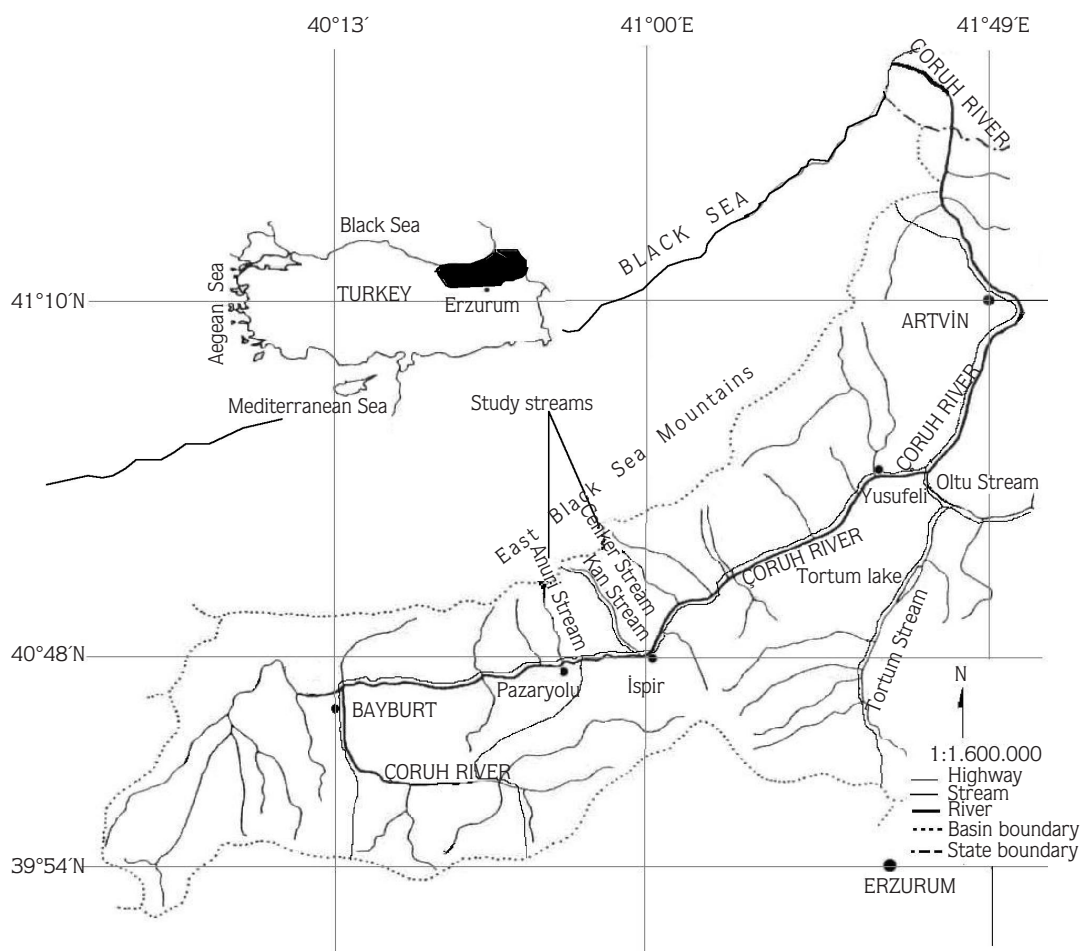 40°13′
41°00′E
41°49′E
CORUH RIVER
BLACK SEA
Black Sea
Aegean Sea
TURKEY
Erzurum
41°10′N
ARTVİN
Mediterranean Sea
Study streams
East Black Sea Mountains
ÇORUH RIVER
Yusufeli
Oltu Stream
Cenker Stream
Kan Stream
Anuri Stream
CORUH RIVER
Tortum lake
Tortum Stream
40°48′N
Pazaryolu
İspir
N
BAYBURT
CORUH RIVER
1:1.600.000
Highway
Stream
River
Basin boundary
State boundary
39°54′N
ERZURUM